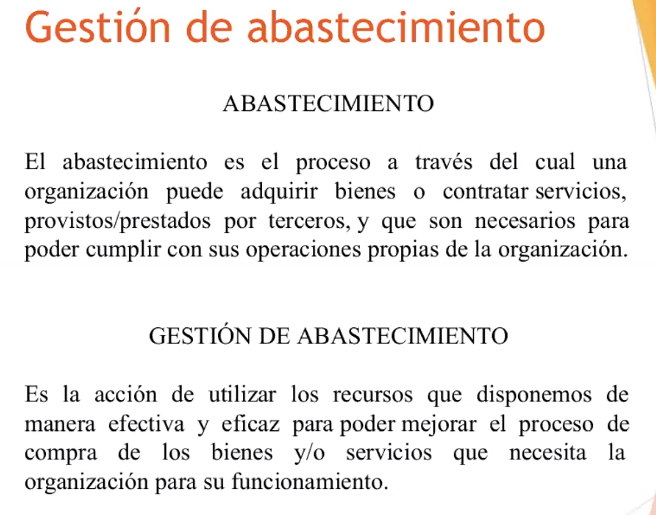 Gestión de abastecimiento
ABASTECIMIENTO
El abastecimiento es el proceso a través del cual una
organización puede adquirir bienes o contratar servicios,
provistos/prestados por terceros, y que son necesarios para
poder cumplir con sus operaciones propias de la organización.
GESTIÓN DE ABASTECIMIENTO
Es la acción de utilizar los recursos que disponemos de
manera efectiva y eficaz para poder mejorar el proceso de
compra de los bienes y/o servicios que necesita la
organización para su funcionamiento.